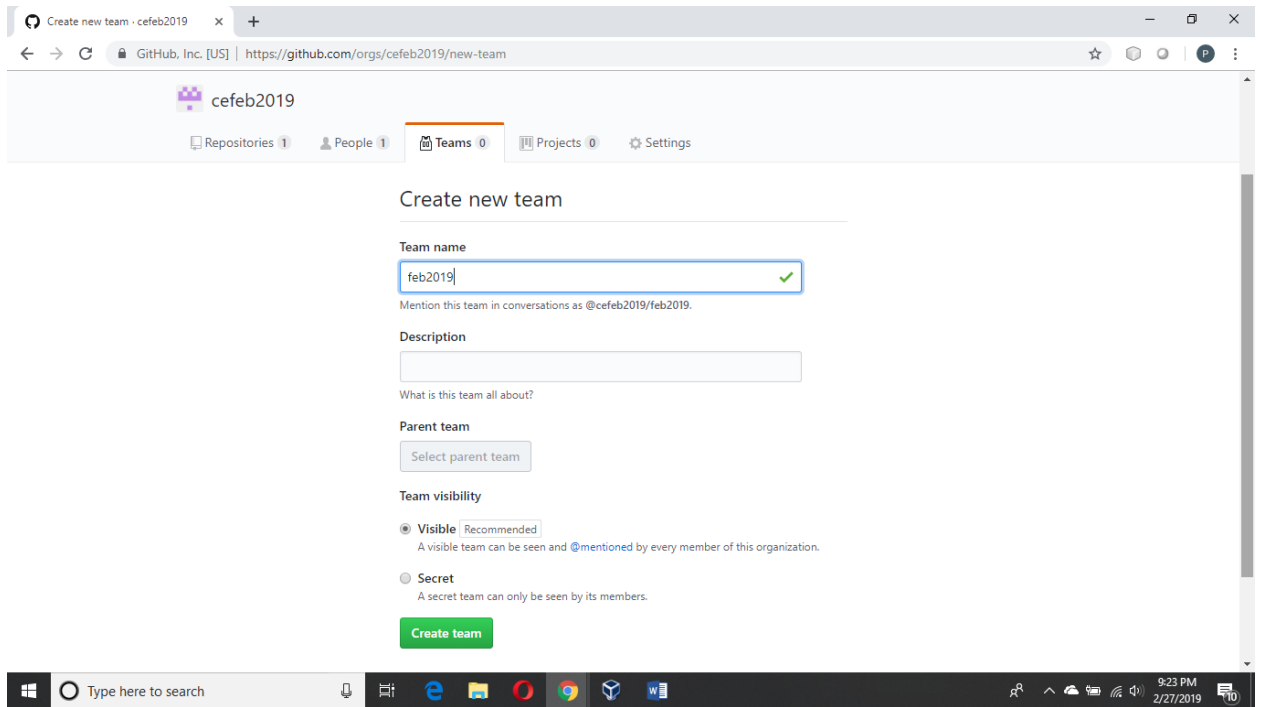 Create new team · cefeb2019
GitHub, Inc. [US] | https://github.com/orgs/cefeb2019/new-team
P
cefeb2019
Repositories 1 People 1 Teams 0 Projects 0 Settings
Create new team
Team name
feb2019
Mention this team in conversations as @cefeb2019/feb2019.
Description
What is this team all about?
Parent team
Select parent team
Team visibility
Visible Recommended
A visible team can be seen and @mentioned by every member of this organization.
Secret
A secret team can only be seen by its members.
Create team
Type here to search
9:23 PM
2/27/2019
10